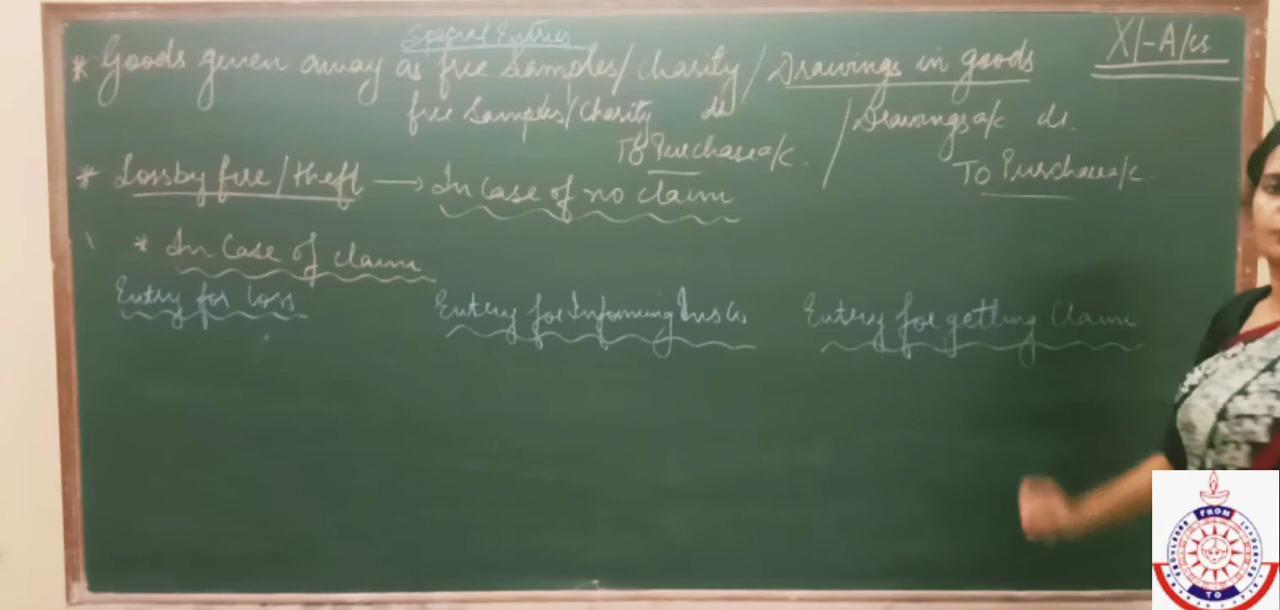 Special Entries
X/-A/cs
* Goods given away as free Samples/charity/Drawings in goods
free Samples/charity dr / Drawings a/c dr.
To Purchase a/c. To Purchase a/c.
* Loss by fire/theft → In case of no claim
* In case of claim
Entry for loss Entry for Informing Ins Co. Entry for getting Claim
FROM
TO